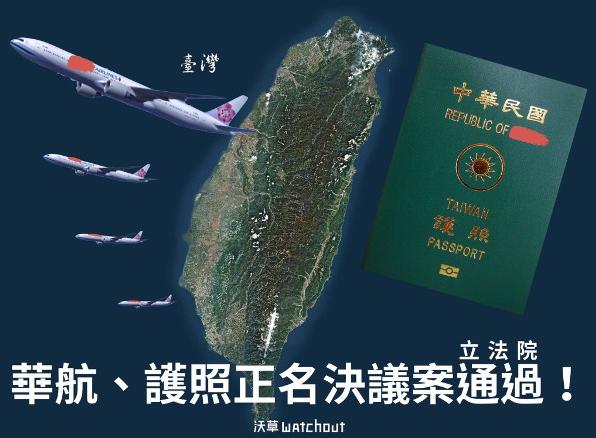 臺灣
AIRLINES
中華民國
REPUBLIC OF
TAIWAN
護照
PASSPORT
立法院
華航、護照正名決議案通過！
沃草 watchout